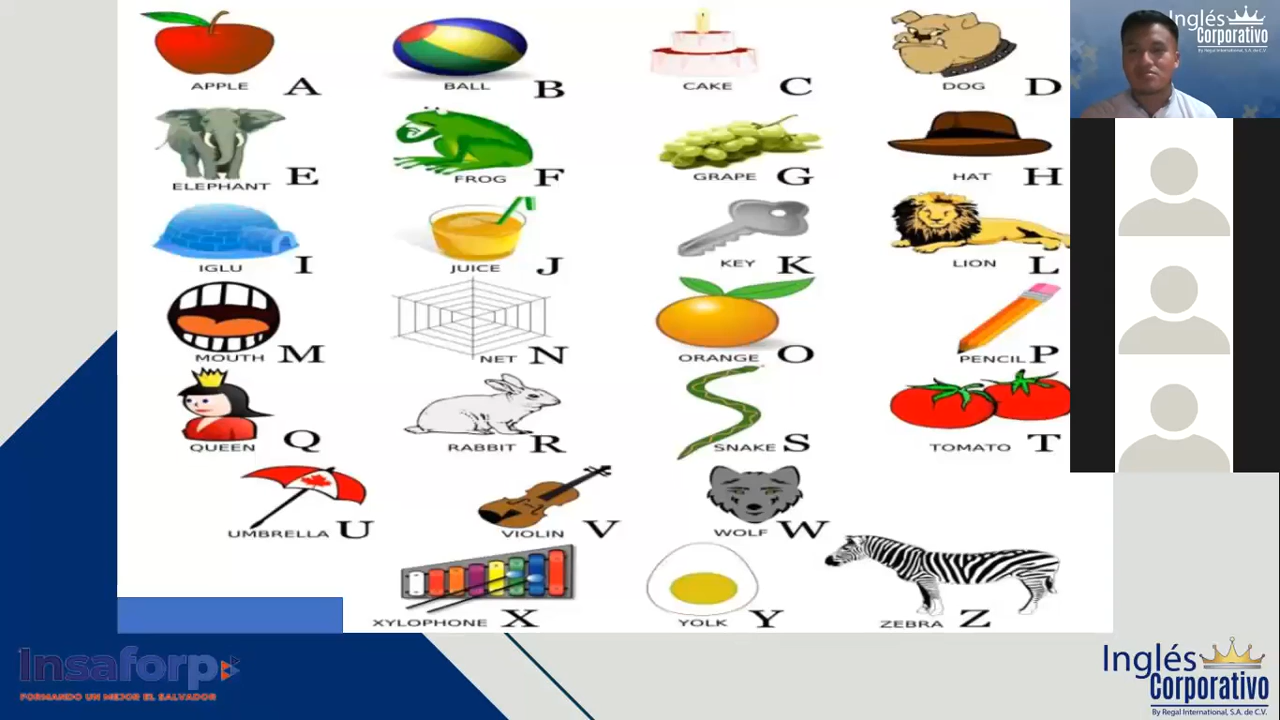 Inglés
Corporativo
By Regal International, S.A. de C.V.
APPLE A
BALL B
CAKE C
DOG D
ELEPHANT E
FROG F
GRAPE G
HAT H
IGLU I
JUICE J
KEY K
LION L
MOUTH M
NET N
ORANGE O
PENCIL P
QUEEN Q
RABBIT R
SNAKE S
TOMATO T
UMBRELLA U
VIOLIN V
WOLF W
XYLOPHONE X
YOLK Y
ZEBRA Z
Insaforp
FORMANDO UN MEJOR EL SALVADOR
Inglés
Corporativo
By Regal International, S.A. de C.V.